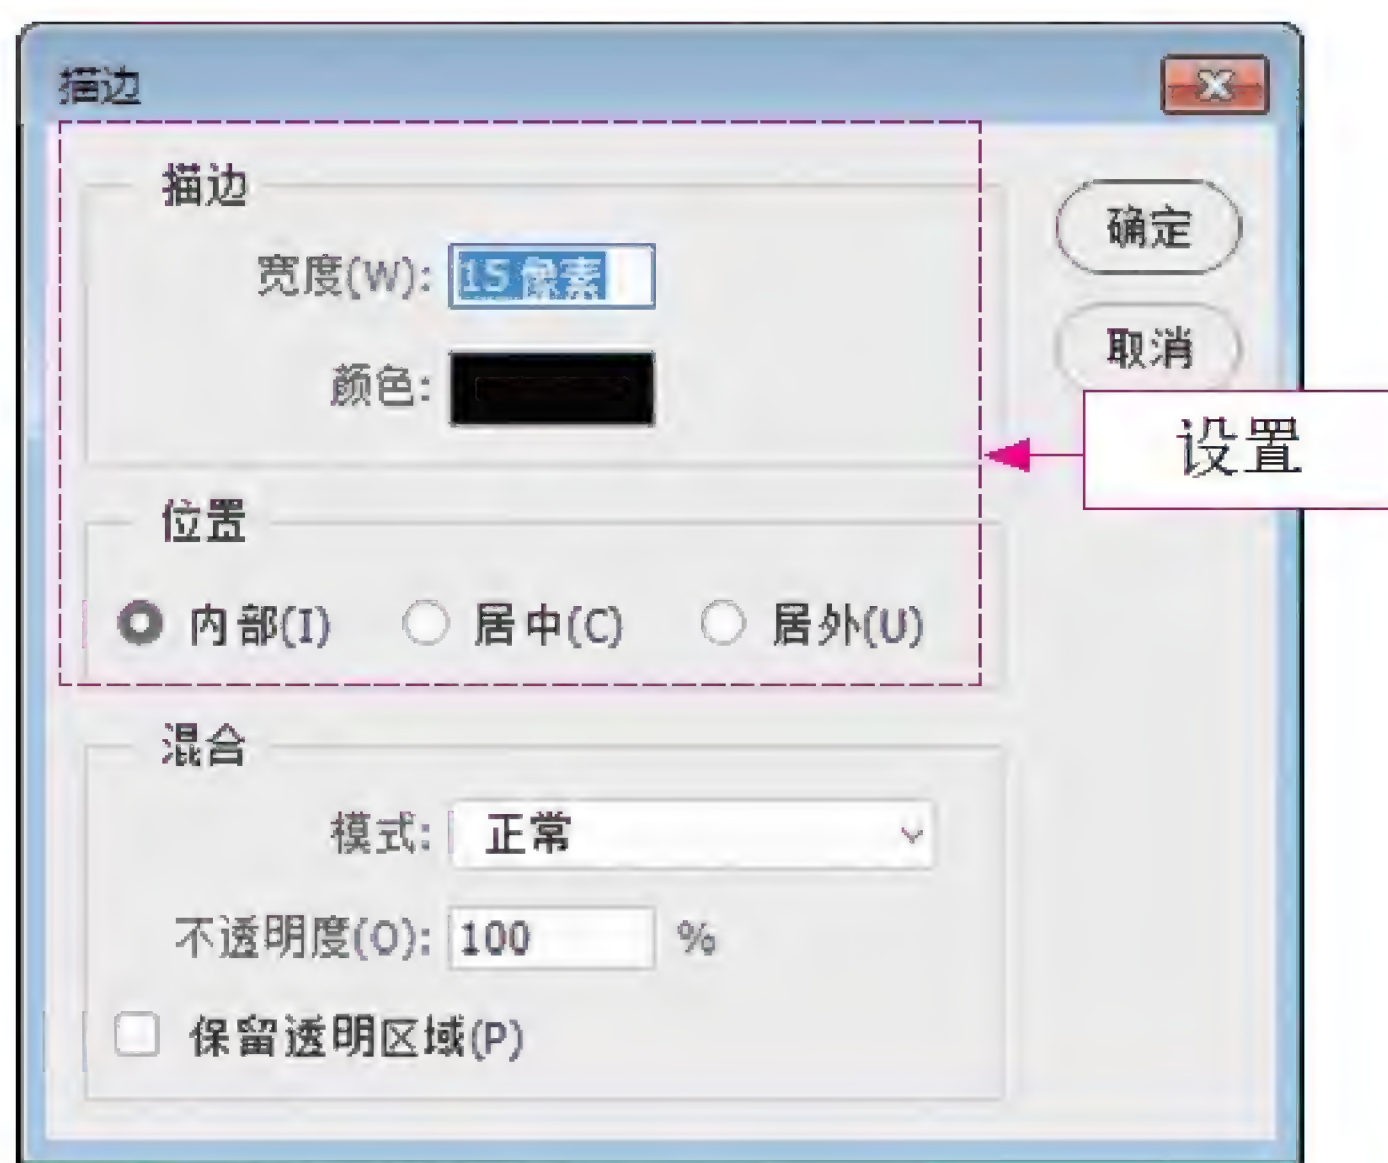 描边
描边
宽度(W): 15 像素
颜色:
确定
取消
设置
位置
内部(I) 居中(C) 居外(U)
混合
模式: 正常
不透明度(O): 100 %
保留透明区域(P)